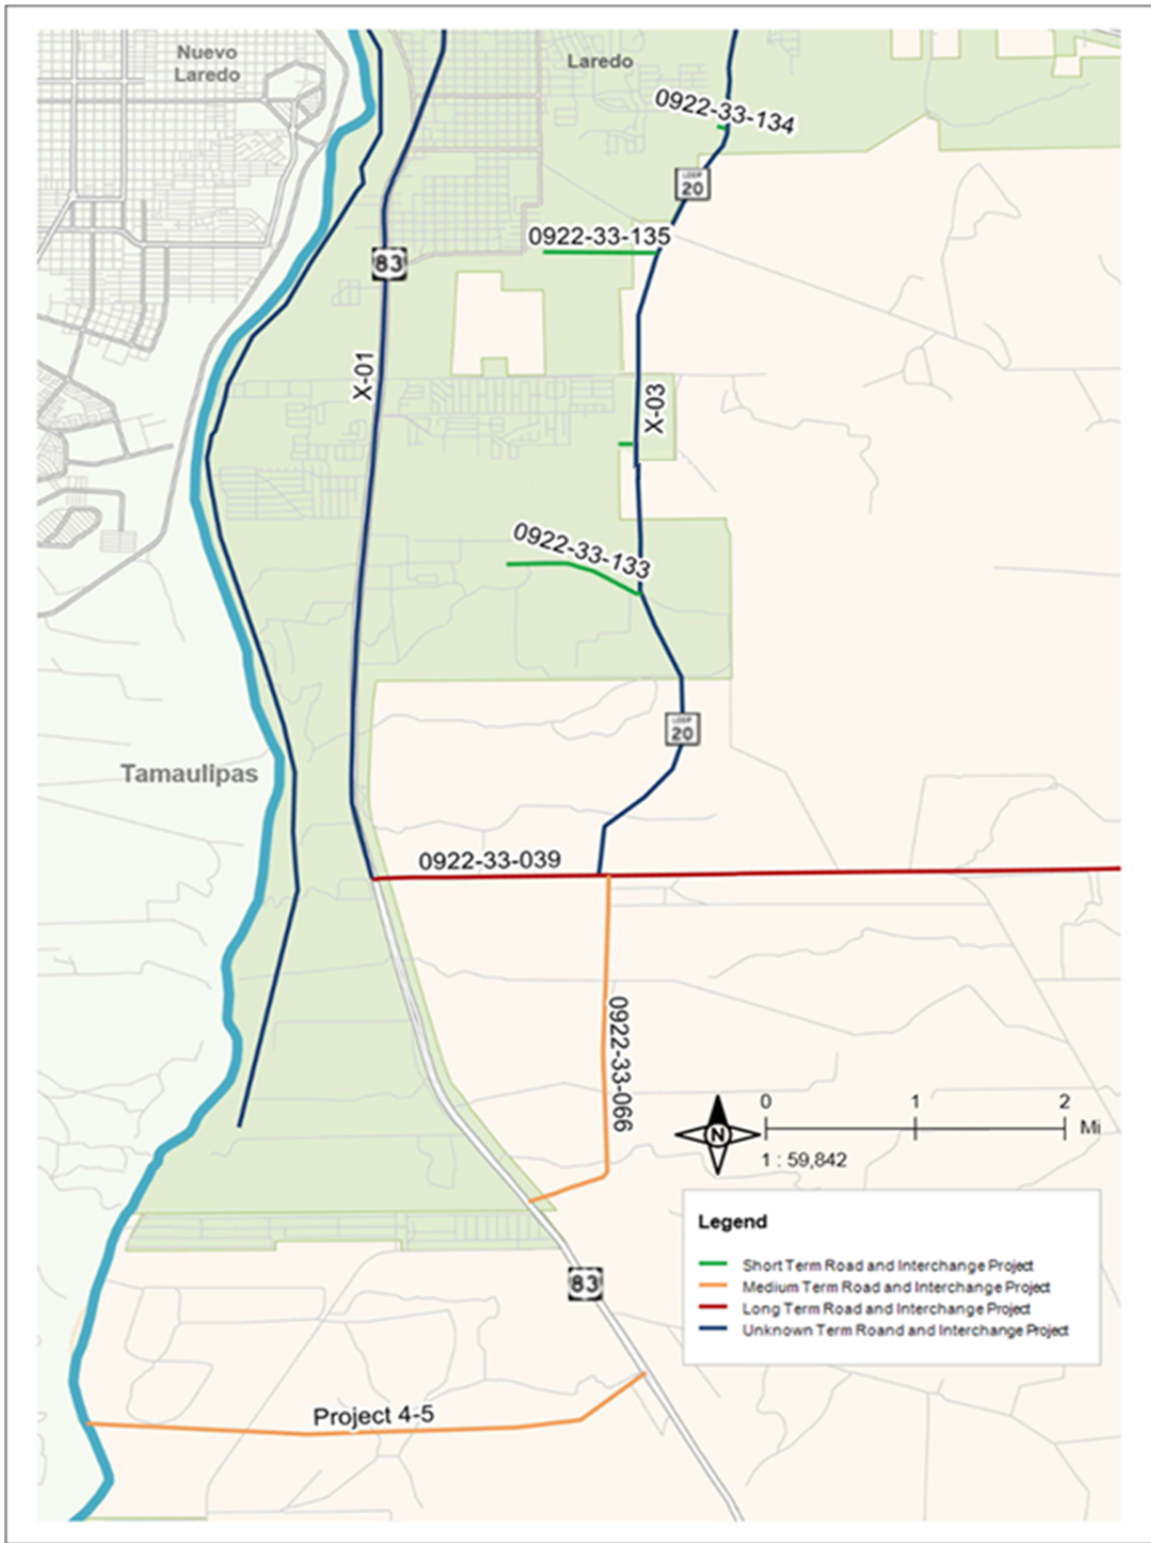 Nuevo
Laredo
Laredo
0922-33-134
LOOP
20
0922-33-135
83
X-01
X-03
0922-33-133
LOOP
20
Tamaulipas
0922-33-039
0922-33-066
0 1 2
Mi
N
1 : 59,842
Legend
Short Term Road and Interchange Project
Medium Term Road and Interchange Project
Long Term Road and Interchange Project
Unknown Term Roand and Interchange Project
83
Project 4-5